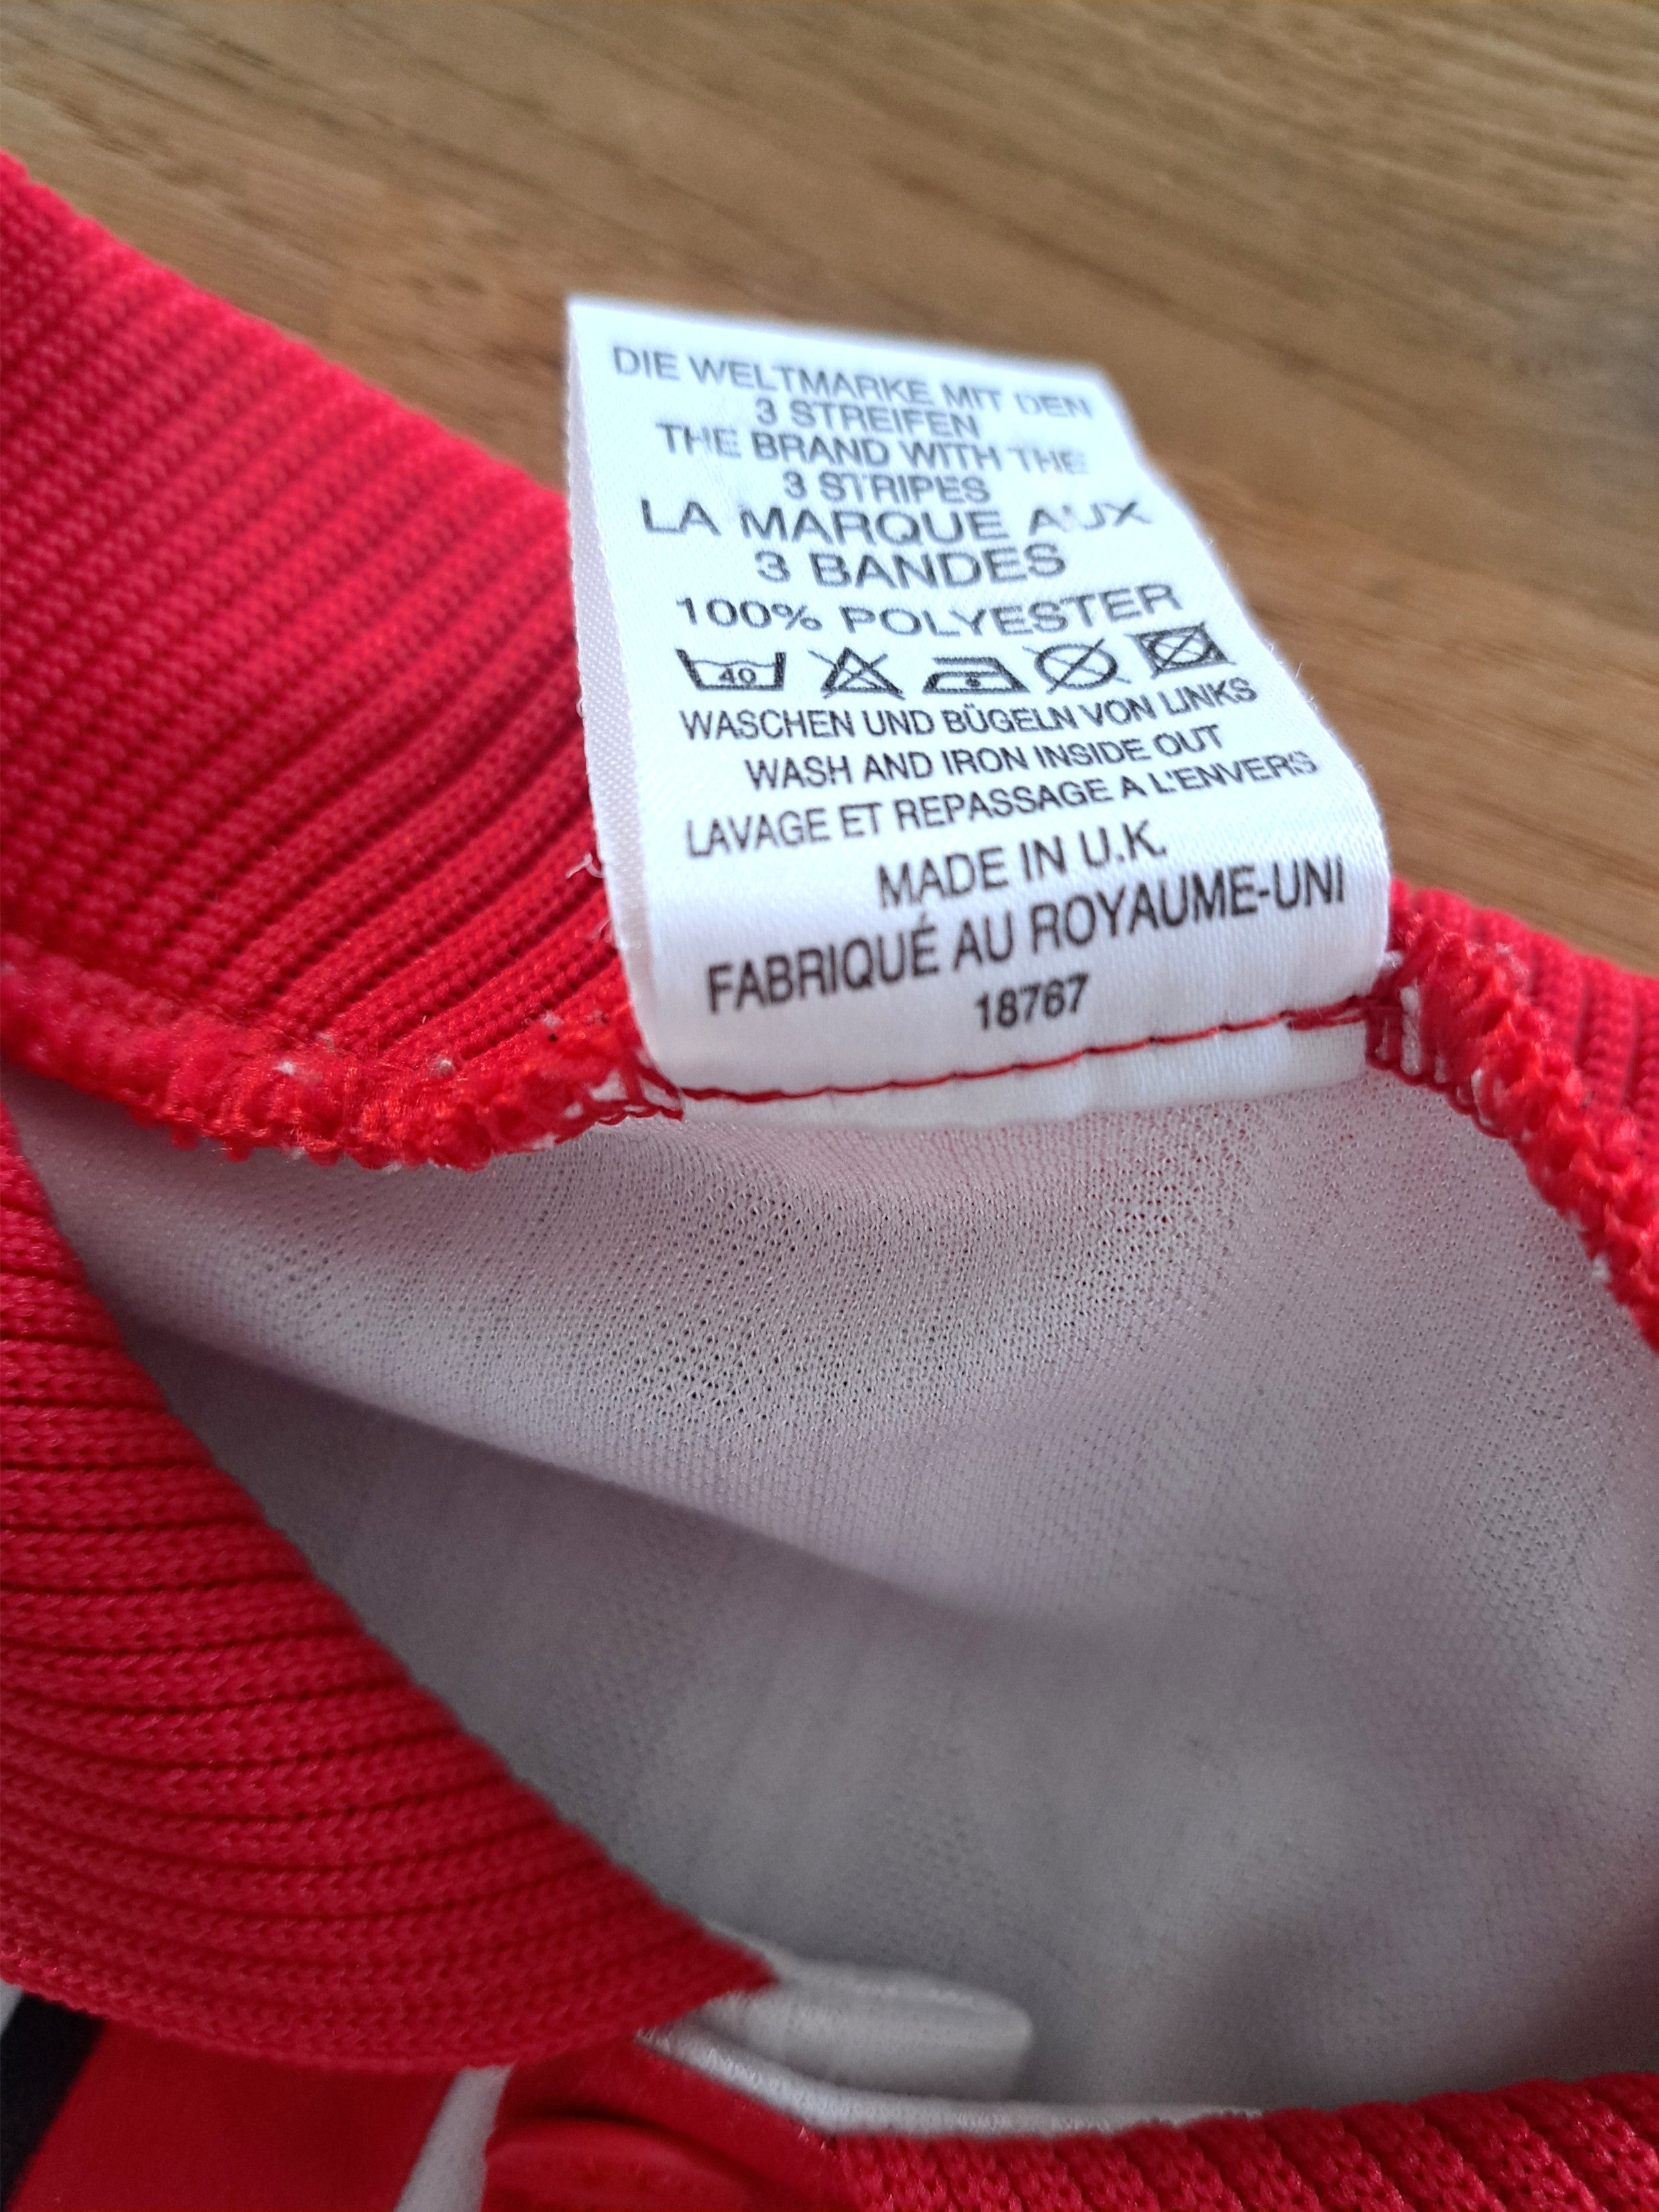 DIE WELTMARKE MIT DEN
3 STREIFEN
THE BRAND WITH THE
3 STRIPES
LA MARQUE AUX
3 BANDES
100% POLYESTER
40
WASCHEN UND BÜGELN VON LINKS
WASH AND IRON INSIDE OUT
LAVAGE ET REPASSAGE A L'ENVERS
MADE IN U.K.
FABRIQUÉ AU ROYAUME-UNI
18767